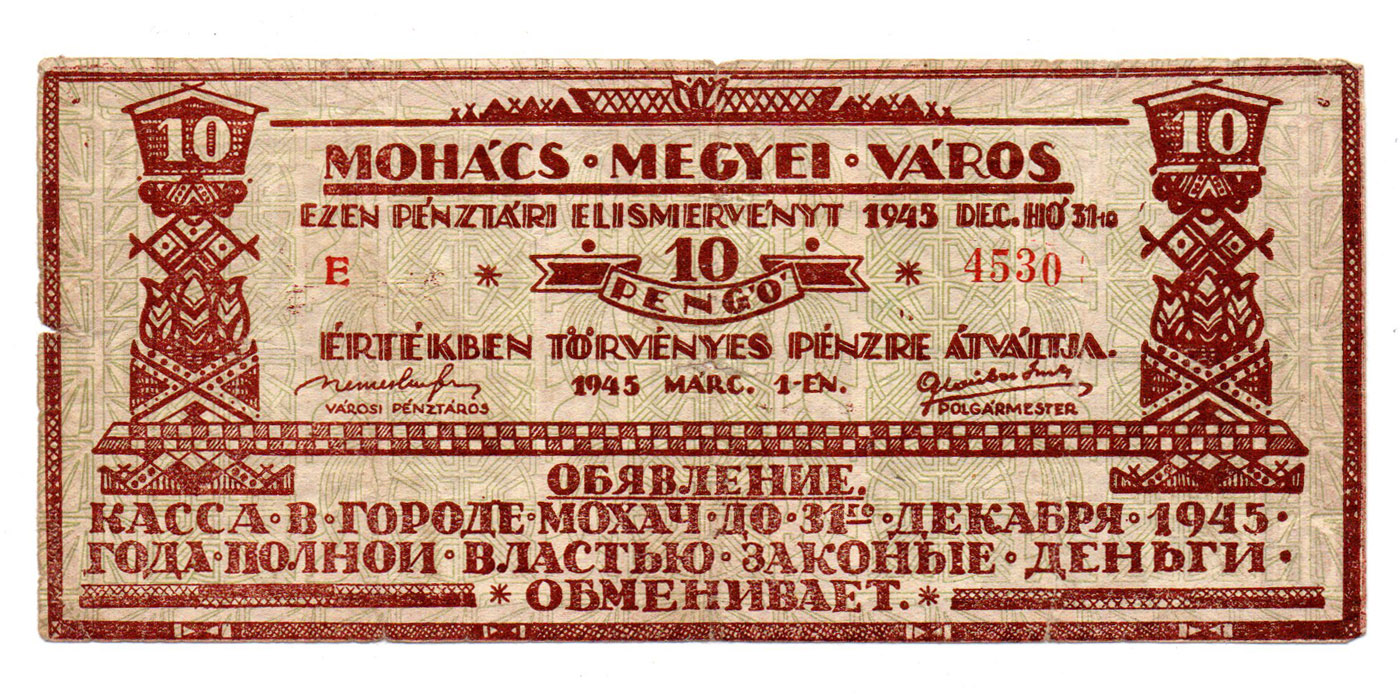 10 10
MOHÁCS · MEGYEI · VÁROS
EZEN PÉNZTÁRI ELISMERVÉNYT 1945 DEC. HÓ 31-IG
E * 10 * 4530
PENGŐ
ÉRTÉKBEN TÖRVÉNYES PÉNZRE ÁTVÁLTJA.
1945 MÁRC. 1-ÉN.
VÁROSI PÉNZTÁROS POLGÁRMESTER
ОБЯВЛЕНИЕ.
КАССА · В · ГОРОДЕ · МОХАЧ · ДО · 31го · ДЕКАБРЯ · 1945 ·
ГОДА · ПОЛНОИ · ВЛАСТЬЮ · ЗАКОНЫЕ · ДЕНЬГИ ·
* ОБМЕНИВАЕТ. *